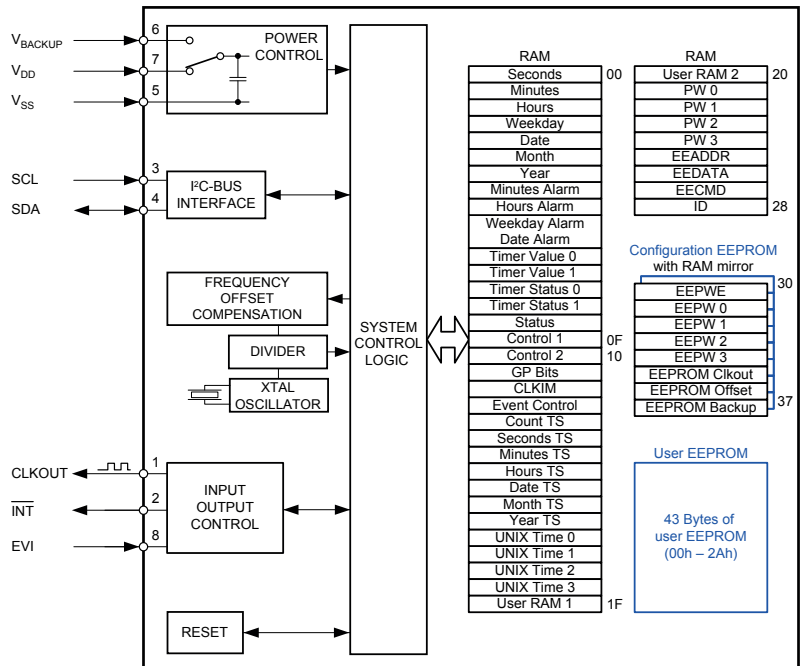 6
V_BACKUP
7
V_DD
5
V_SS
POWER
CONTROL
3
SCL
4
SDA
I²C-BUS
INTERFACE
FREQUENCY
OFFSET
COMPENSATION
DIVIDER
XTAL
OSCILLATOR
1
CLKOUT
2
INT
8
EVI
INPUT
OUTPUT
CONTROL
RESET
SYSTEM
CONTROL
LOGIC
RAM
Seconds 00
Minutes
Hours
Weekday
Date
Month
Year
Minutes Alarm
Hours Alarm
Weekday Alarm
Date Alarm
Timer Value 0
Timer Value 1
Timer Status 0
Timer Status 1
Status
Control 1 0F
Control 2 10
GP Bits
CLKIM
Event Control
Count TS
Seconds TS
Minutes TS
Hours TS
Date TS
Month TS
Year TS
UNIX Time 0
UNIX Time 1
UNIX Time 2
UNIX Time 3
User RAM 1 1F
RAM
User RAM 2 20
PW 0
PW 1
PW 2
PW 3
EEADDR
EEDATA
EECMD
ID 28
Configuration EEPROM
with RAM mirror
30
EEPWE
EEPW 0
EEPW 1
EEPW 2
EEPW 3
EEPROM Clkout
EEPROM Offset
EEPROM Backup 37
User EEPROM
43 Bytes of
user EEPROM
(00h – 2Ah)